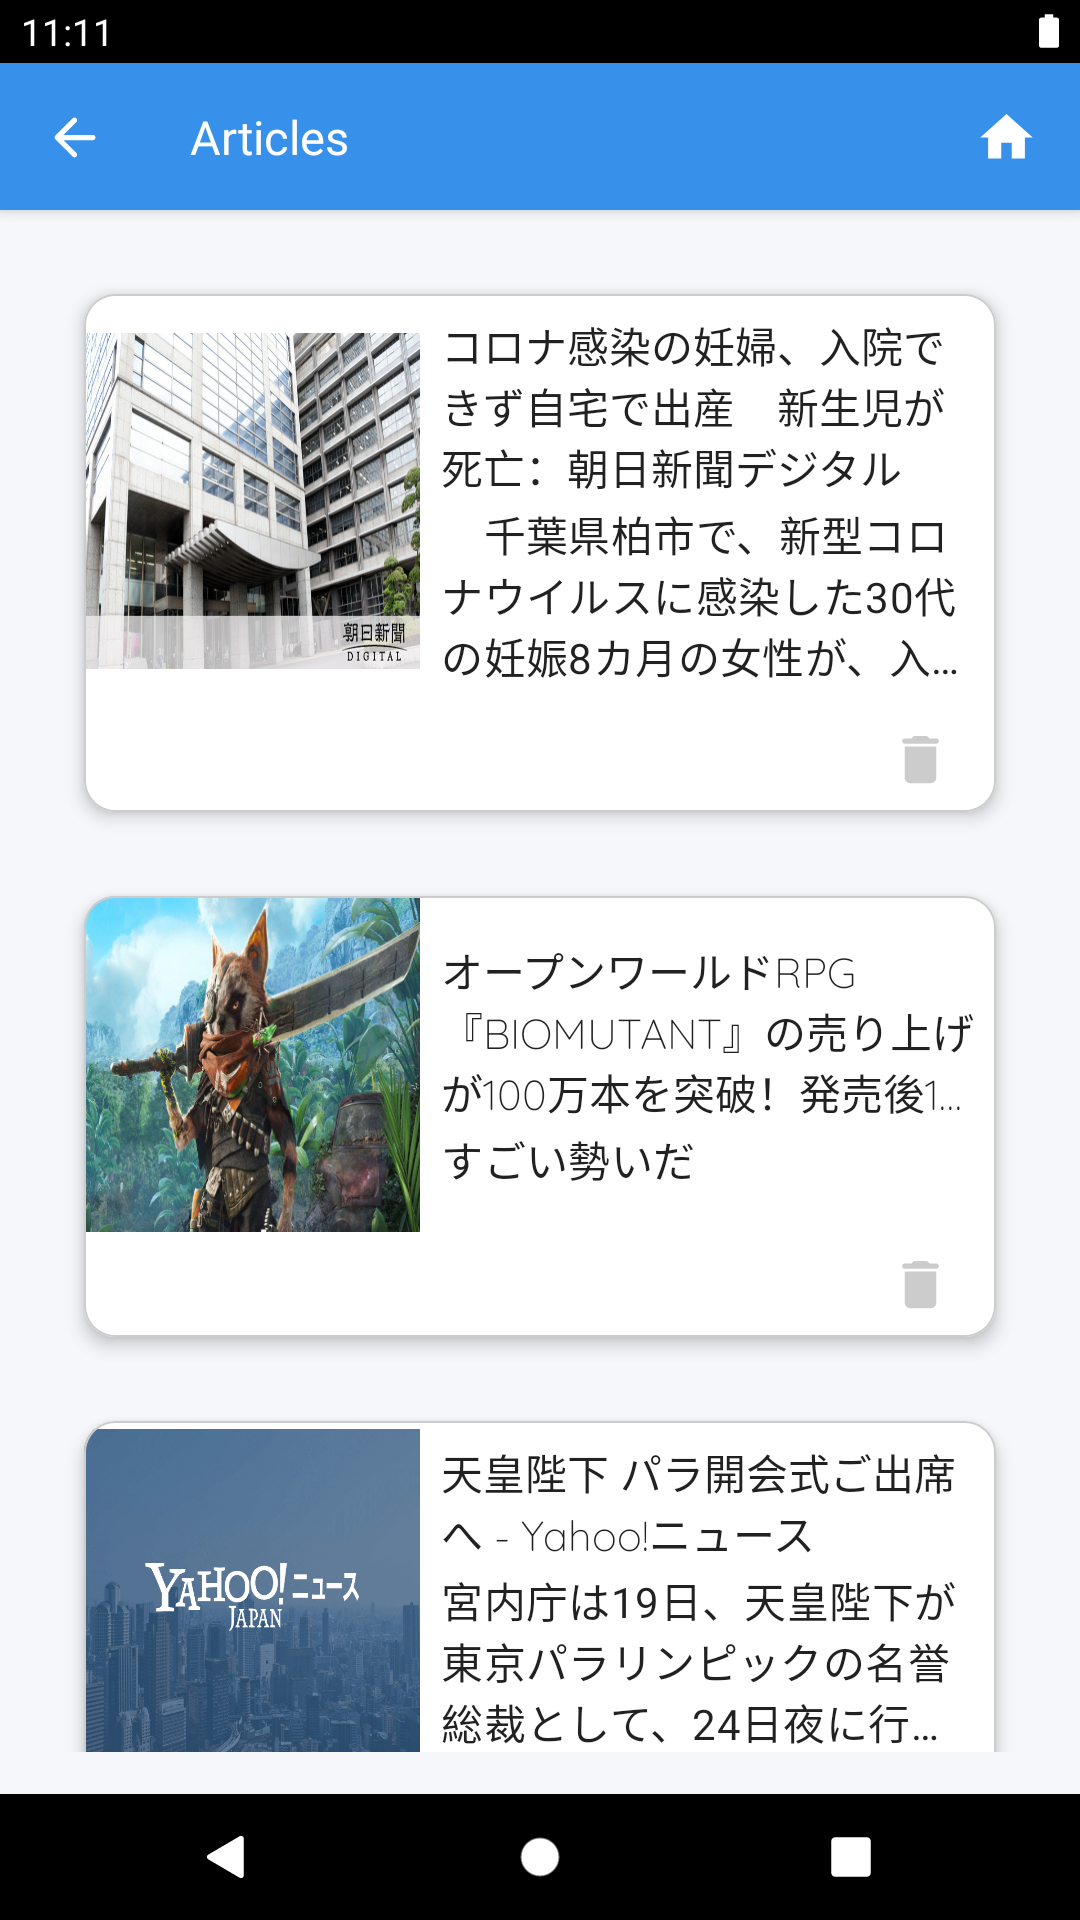 11:11
Articles
コロナ感染の妊婦、入院で
きず自宅で出産　新生児が
死亡：朝日新聞デジタル
　千葉県柏市で、新型コロ
ナウイルスに感染した30代
の妊娠8カ月の女性が、入…
朝日新聞
DIGITAL
オープンワールドRPG
『BIOMUTANT』の売り上げ
が100万本を突破！発売後1...
すごい勢いだ
天皇陛下 パラ開会式ご出席
へ - Yahoo!ニュース
宮内庁は19日、天皇陛下が
東京パラリンピックの名誉
総裁として、24日夜に行…
YAHOO!ニュース
JAPAN